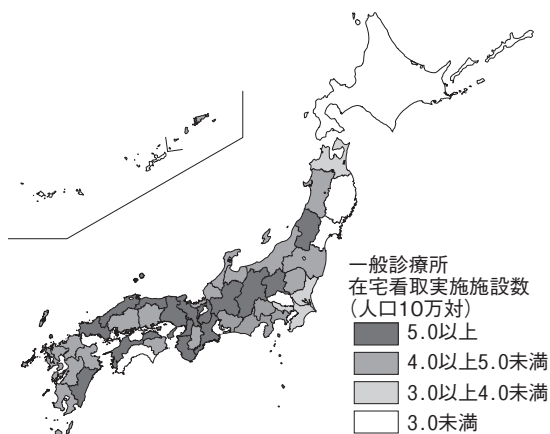 一般診療所
在宅看取実施施設数
(人口10万対)
5.0以上
4.0以上5.0未満
3.0以上4.0未満
3.0未満